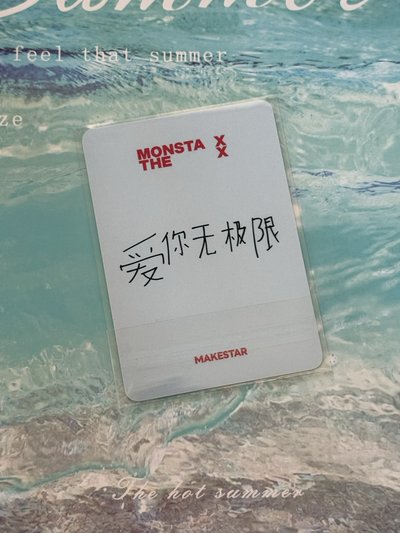 feel that summer
ze
MONSTA X
THE X
爱你无极限
MAKESTAR
The hot summer